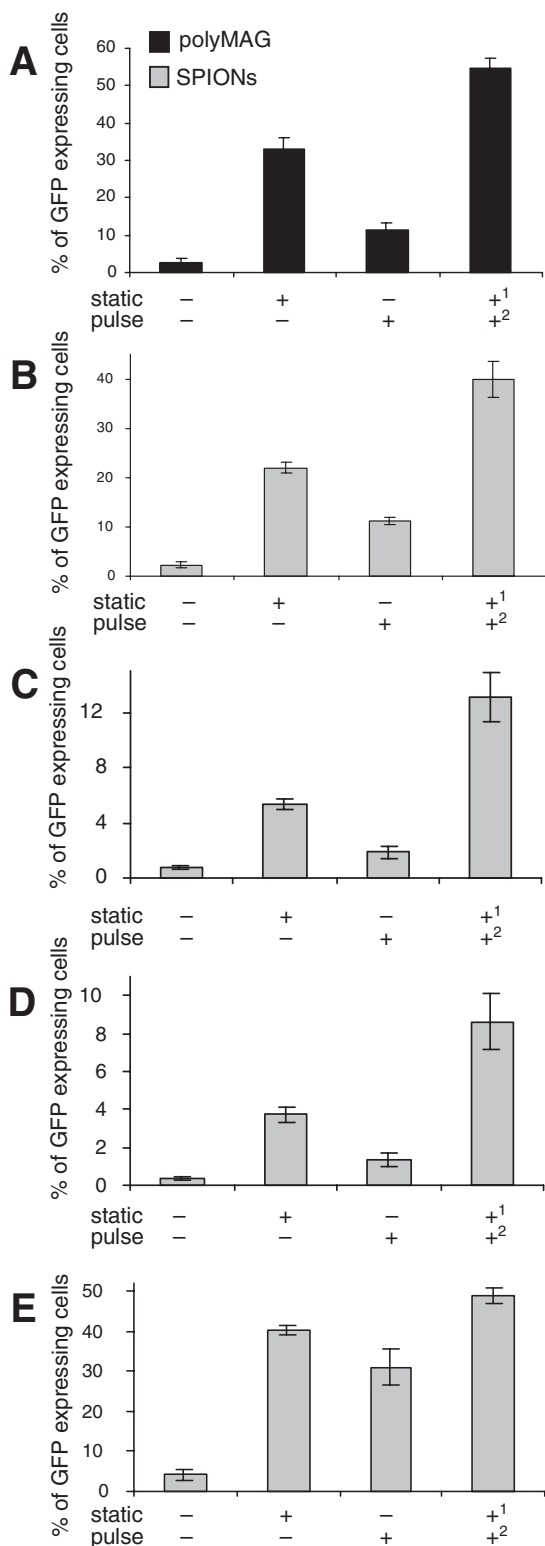 A
polyMAG
SPIONs
% of GFP expressing cells
60
50
40
30
20
10
0
static − + − +1
pulse − − + +2
B
% of GFP expressing cells
40
30
20
10
0
static − + − +1
pulse − − + +2
C
% of GFP expressing cells
12
8
4
0
static − + − +1
pulse − − + +2
D
% of GFP expressing cells
10
8
6
4
2
0
static − + − +1
pulse − − + +2
E
% of GFP expressing cells
50
40
30
20
10
0
static − + − +1
pulse − − + +2